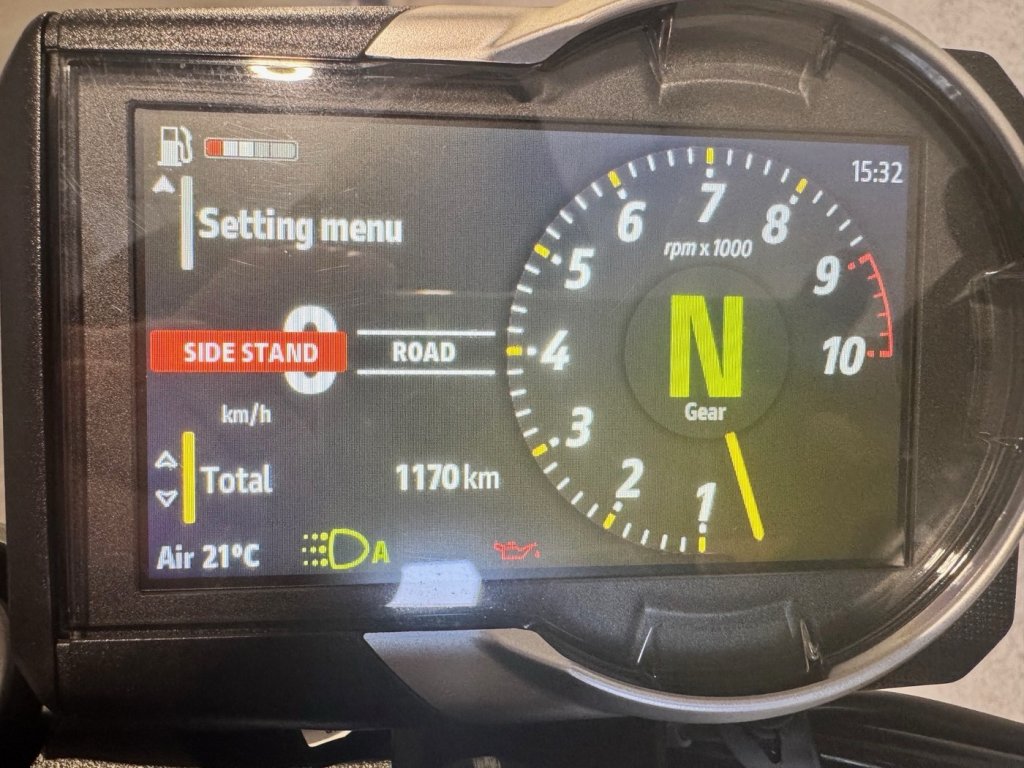 15:32
Setting menu
7
6
8
rpm x 1000
5
9
0
SIDE STAND
ROAD
4
N
10
Gear
km/h
3
Total
1170 km
2
1
Air 21ºC
A